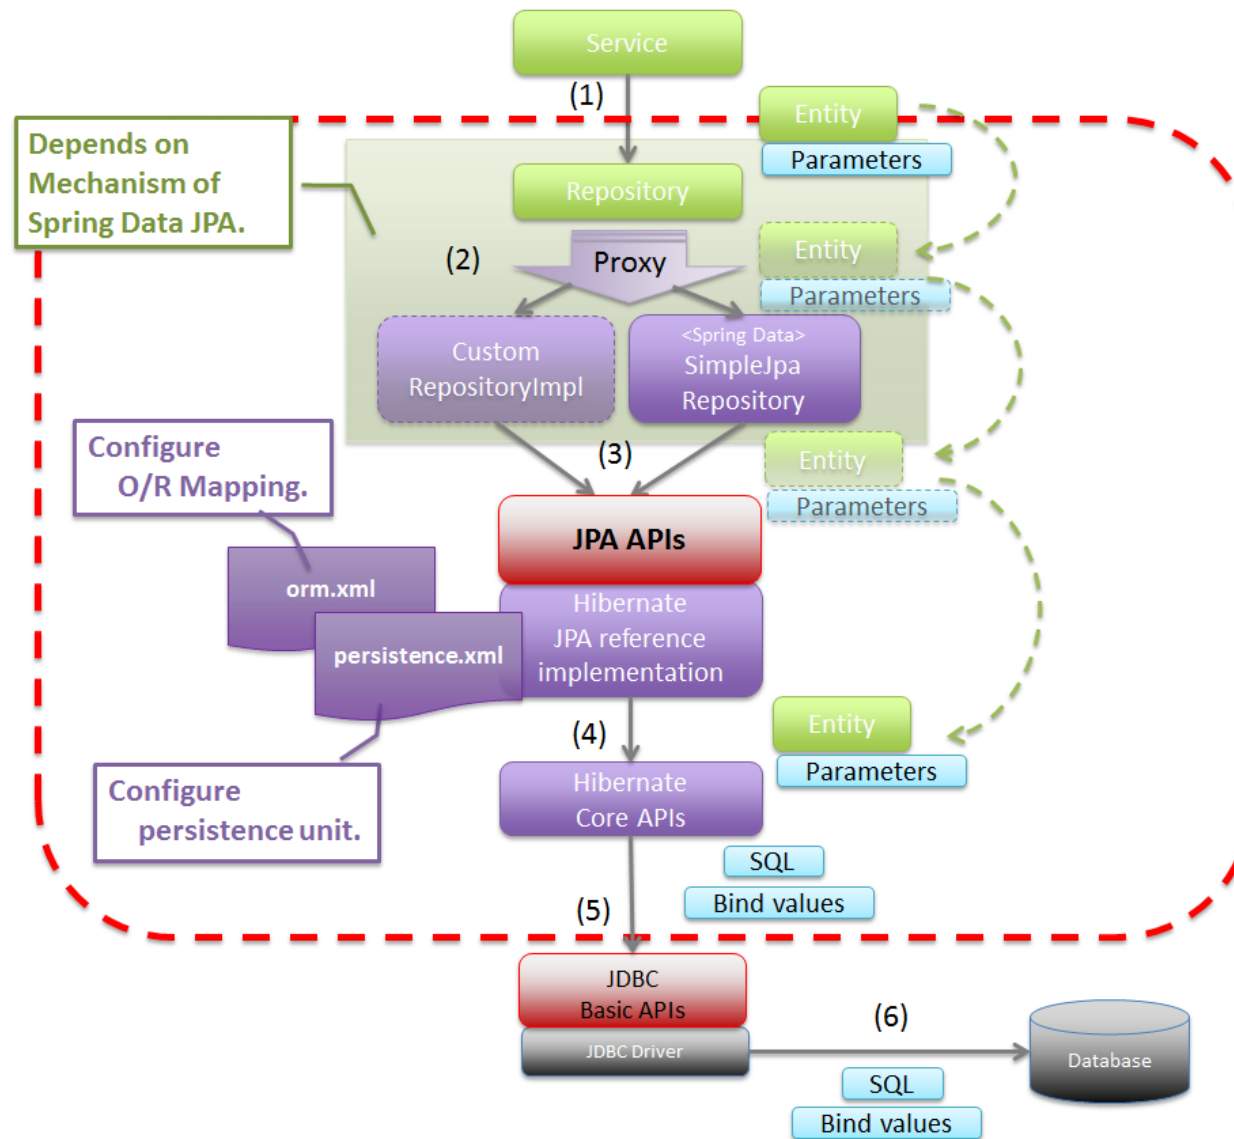 Service
(1)
Entity
Parameters
Depends on
Mechanism of
Spring Data JPA.
Repository
(2)
Proxy
Entity
Parameters
Custom
RepositoryImpl
<Spring Data>
SimpleJpa
Repository
Configure
O/R Mapping.
(3)
Entity
Parameters
JPA APIs
orm.xml
persistence.xml
Hibernate
JPA reference
implementation
(4)
Entity
Parameters
Configure
persistence unit.
Hibernate
Core APIs
SQL
Bind values
(5)
JDBC
Basic APIs
JDBC Driver
(6)
Database
SQL
Bind values